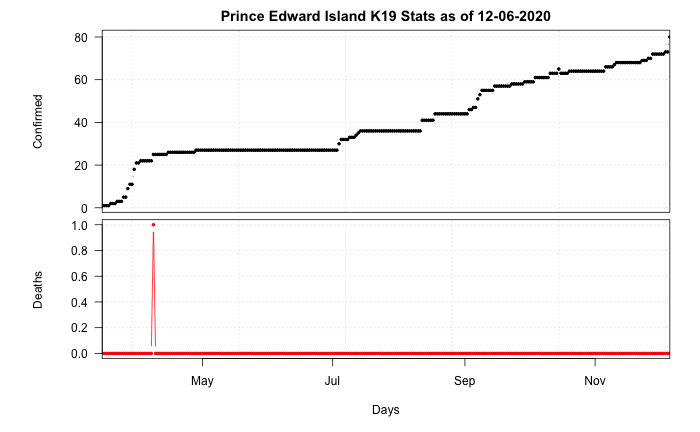 Prince Edward Island K19 Stats as of 12-06-2020
Confirmed
80
60
40
20
0
Deaths
1.0
0.8
0.6
0.4
0.2
0.0
May Jul Sep Nov
Days